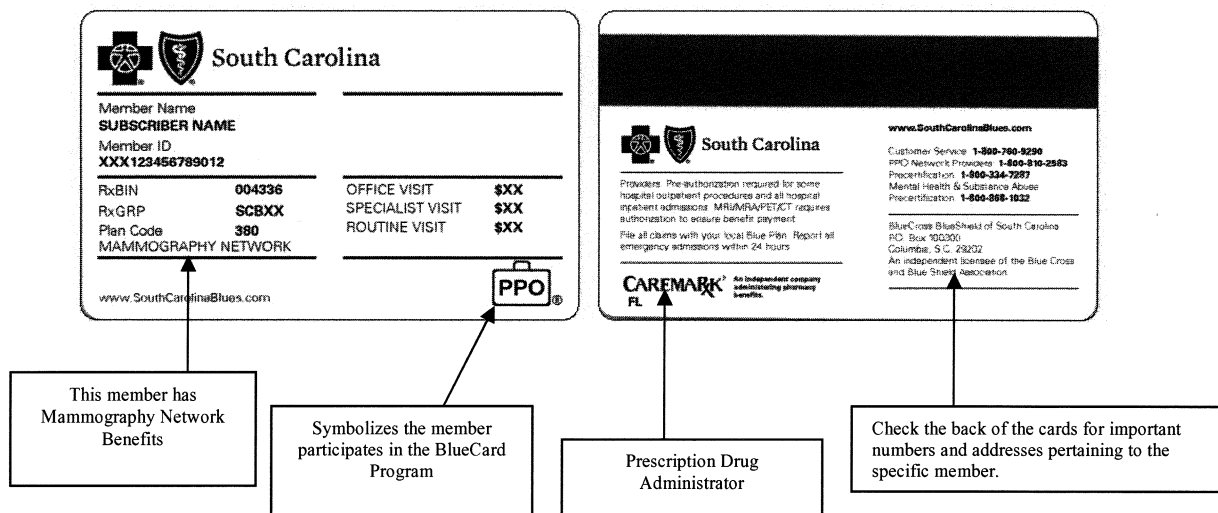 South Carolina
Member Name
SUBSCRIBER NAME
Member ID
XXX123456789012
RxBIN 004336
RxGRP SCBXX
Plan Code 380
MAMMOGRAPHY NETWORK
OFFICE VISIT $XX
SPECIALIST VISIT $XX
ROUTINE VISIT $XX
www.SouthCarolinaBlues.com
PPO ®
South Carolina
Providers: Pre-authorization required for some
hospital outpatient procedures and all hospital
inpatient admissions. MRI/MRA/PET/CT requires
authorization to ensure benefit payment.
File all claims with your local Blue Plan. Report all
emergency admissions within 24 hours.
CAREMARK
FL
An independent company
administering pharmacy
benefits.
www.SouthCarolinaBlues.com
Customer Service 1-800-760-9290
PPO Network Providers 1-800-810-2583
Precertification 1-800-334-7287
Mental Health & Substance Abuse
Precertification 1-800-868-1032
BlueCross BlueShield of South Carolina
P.O. Box 100300
Columbia, S.C. 29202
An independent licensee of the Blue Cross
and Blue Shield Association
This member has
Mammography Network
Benefits
Symbolizes the member
participates in the BlueCard
Program
Prescription Drug
Administrator
Check the back of the cards for important
numbers and addresses pertaining to the
specific member.